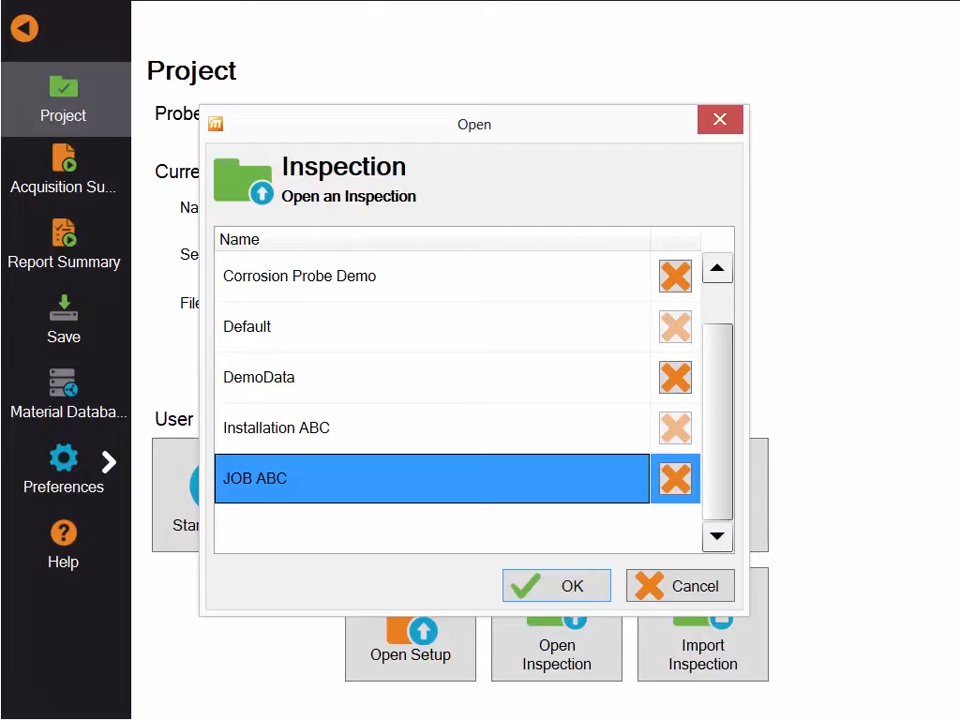 Project
Acquisition Su...
Report Summary
Save
Material Databa...
Preferences
Help
Project
Probe
Curre
Na
Se
File
User
Star
Open
Inspection
Open an Inspection
Name
Corrosion Probe Demo
Default
DemoData
Installation ABC
JOB ABC
OK
Cancel
Open Setup
Open
Inspection
Import
Inspection